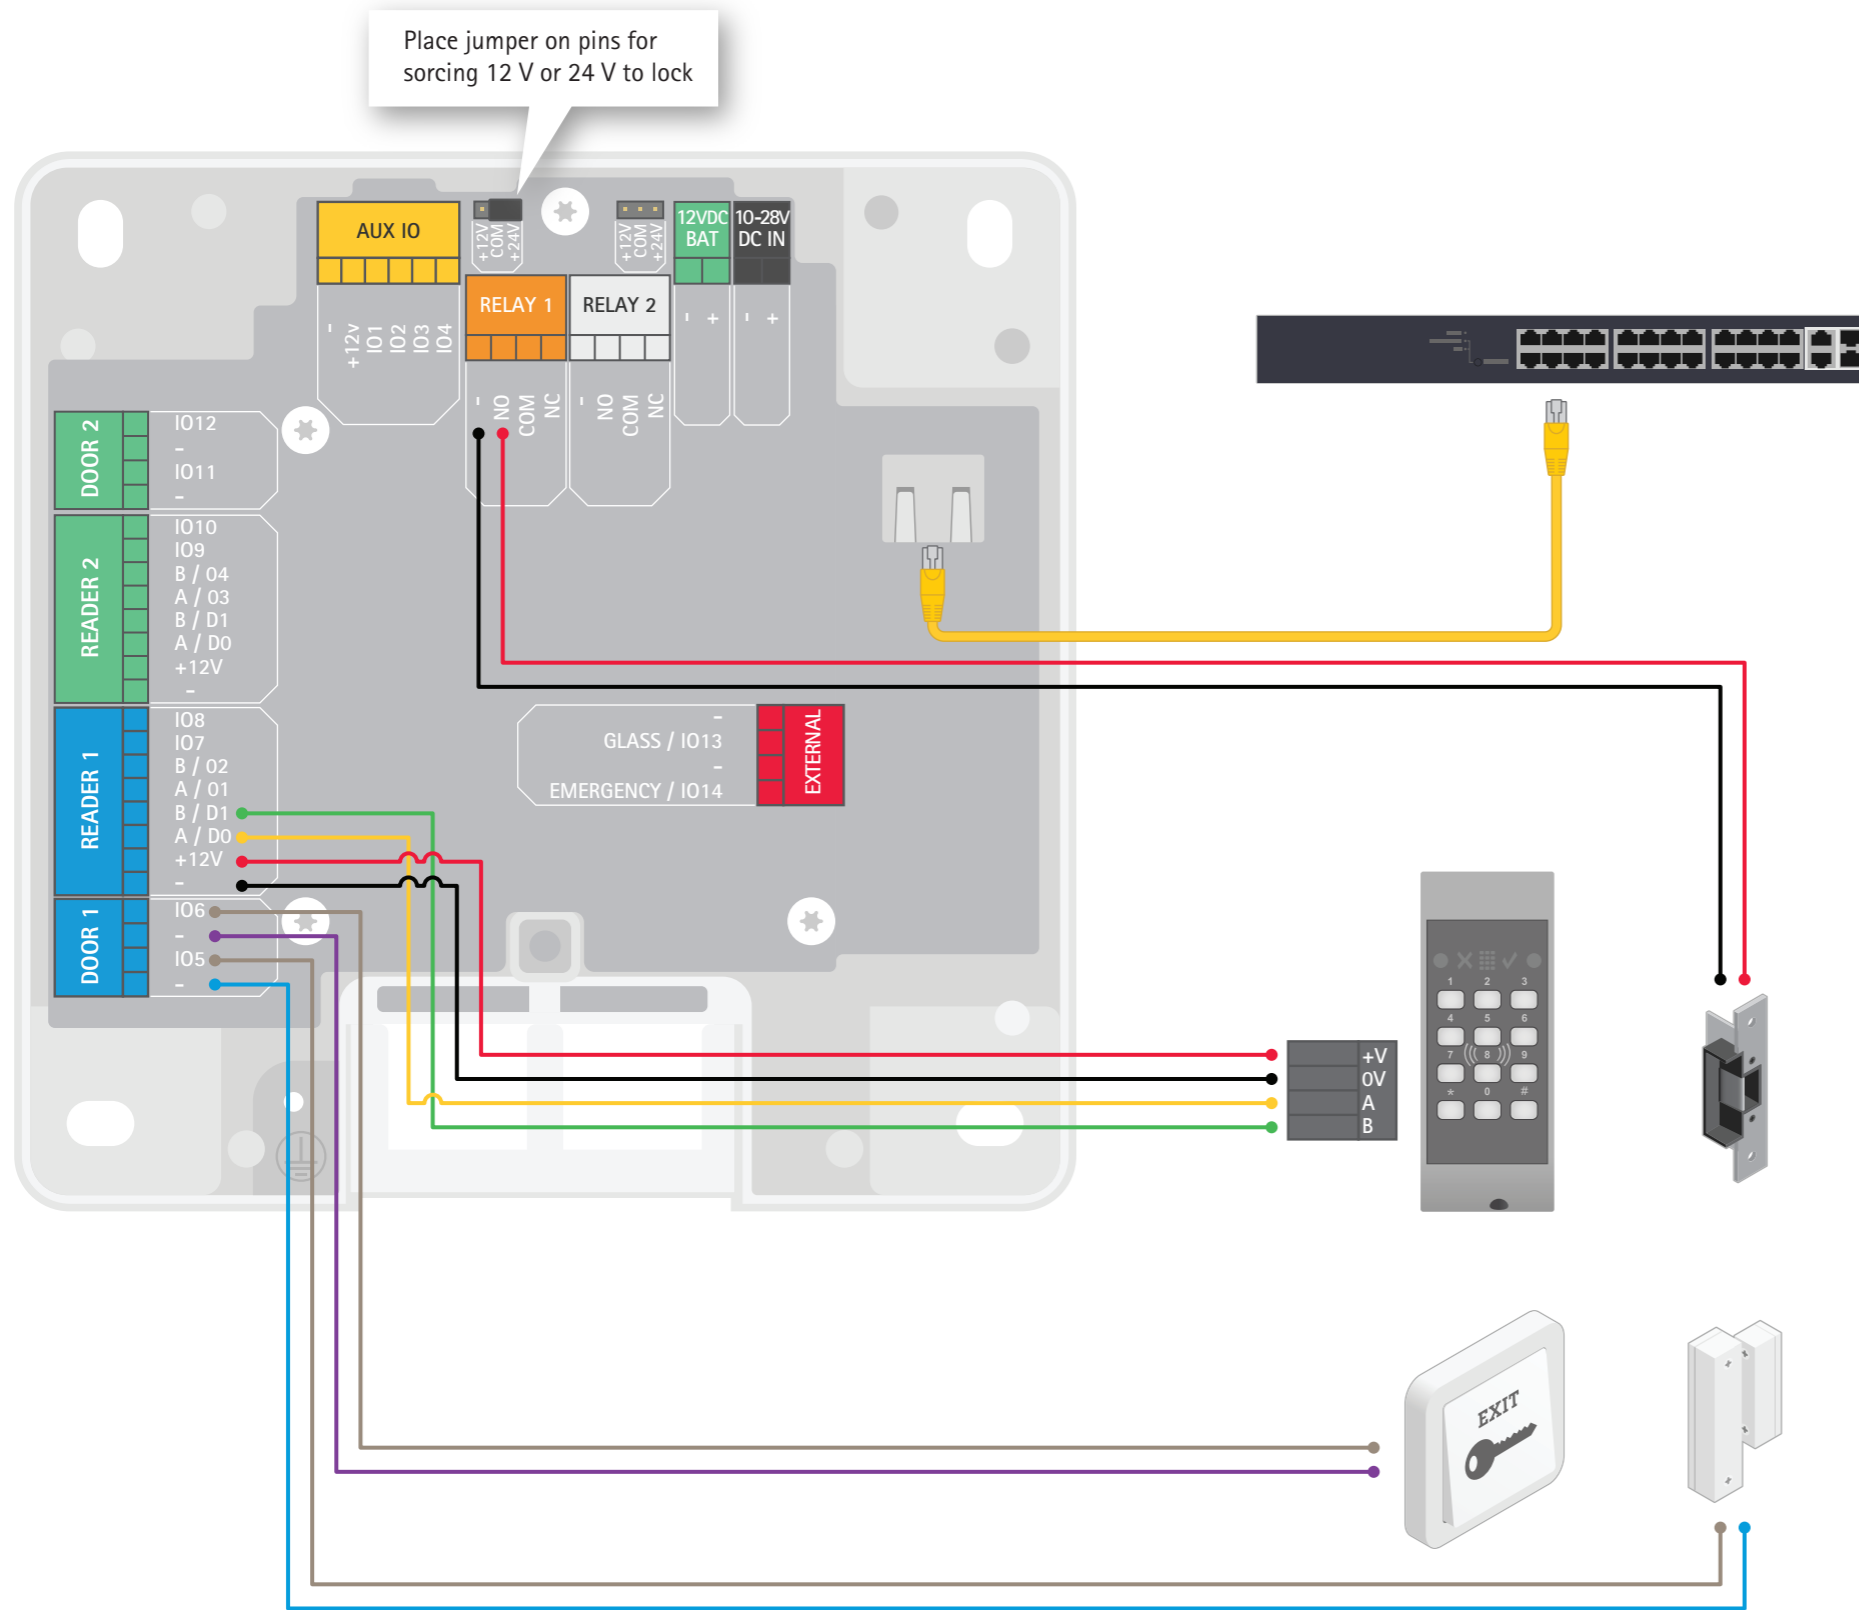 Place jumper on pins for
sorcing 12 V or 24 V to lock
AUX IO
-
+12v
IO1
IO2
IO3
IO4
+12V
COM
+24V
+12V
COM
+24V
12VDC
BAT
- +
10-28V
DC IN
- +
RELAY 1
-
NO
COM
NC
RELAY 2
-
NO
COM
NC
DOOR 2
IO12
-
IO11
-
READER 2
IO10
IO9
B / O4
A / O3
B / D1
A / D0
+12V
-
READER 1
IO8
IO7
B / O2
A / O1
B / D1
A / D0
+12V
-
DOOR 1
IO6
-
IO5
-
-
GLASS / IO13
-
EMERGENCY / IO14
EXTERNAL
+V
0V
A
B
1 2 3
4 5 6
7 8 9
* 0 #
EXIT